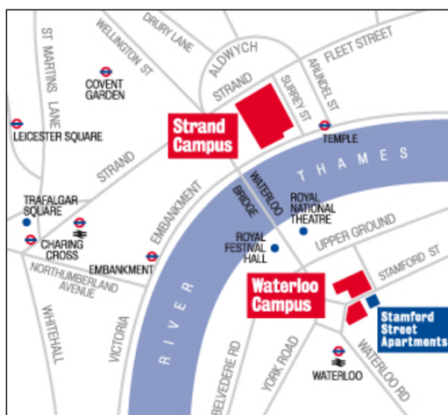 ST MARTINS LANE
WELLINGTON ST
DRURY LANE
ALDWYCH
FLEET STREET
STRAND
SURREY ST
ARUNDEL ST
COVENT
GARDEN
LEICESTER SQUARE
Strand
Campus
TEMPLE
STRAND
THAMES
EMBANKMENT
WATERLOO
BRIDGE
TRAFALGAR
SQUARE
ROYAL
NATIONAL
THEATRE
CHARING
CROSS
ROYAL
FESTIVAL
HALL
UPPER GROUND
EMBANKMENT
NORTHUMBERLAND
AVENUE
STAMFORD ST
Waterloo
Campus
Stamford
Street
Apartments
WHITEHALL
VICTORIA
RIVER
BELVEDERE RD
YORK ROAD
WATERLOO
WATERLOO RD